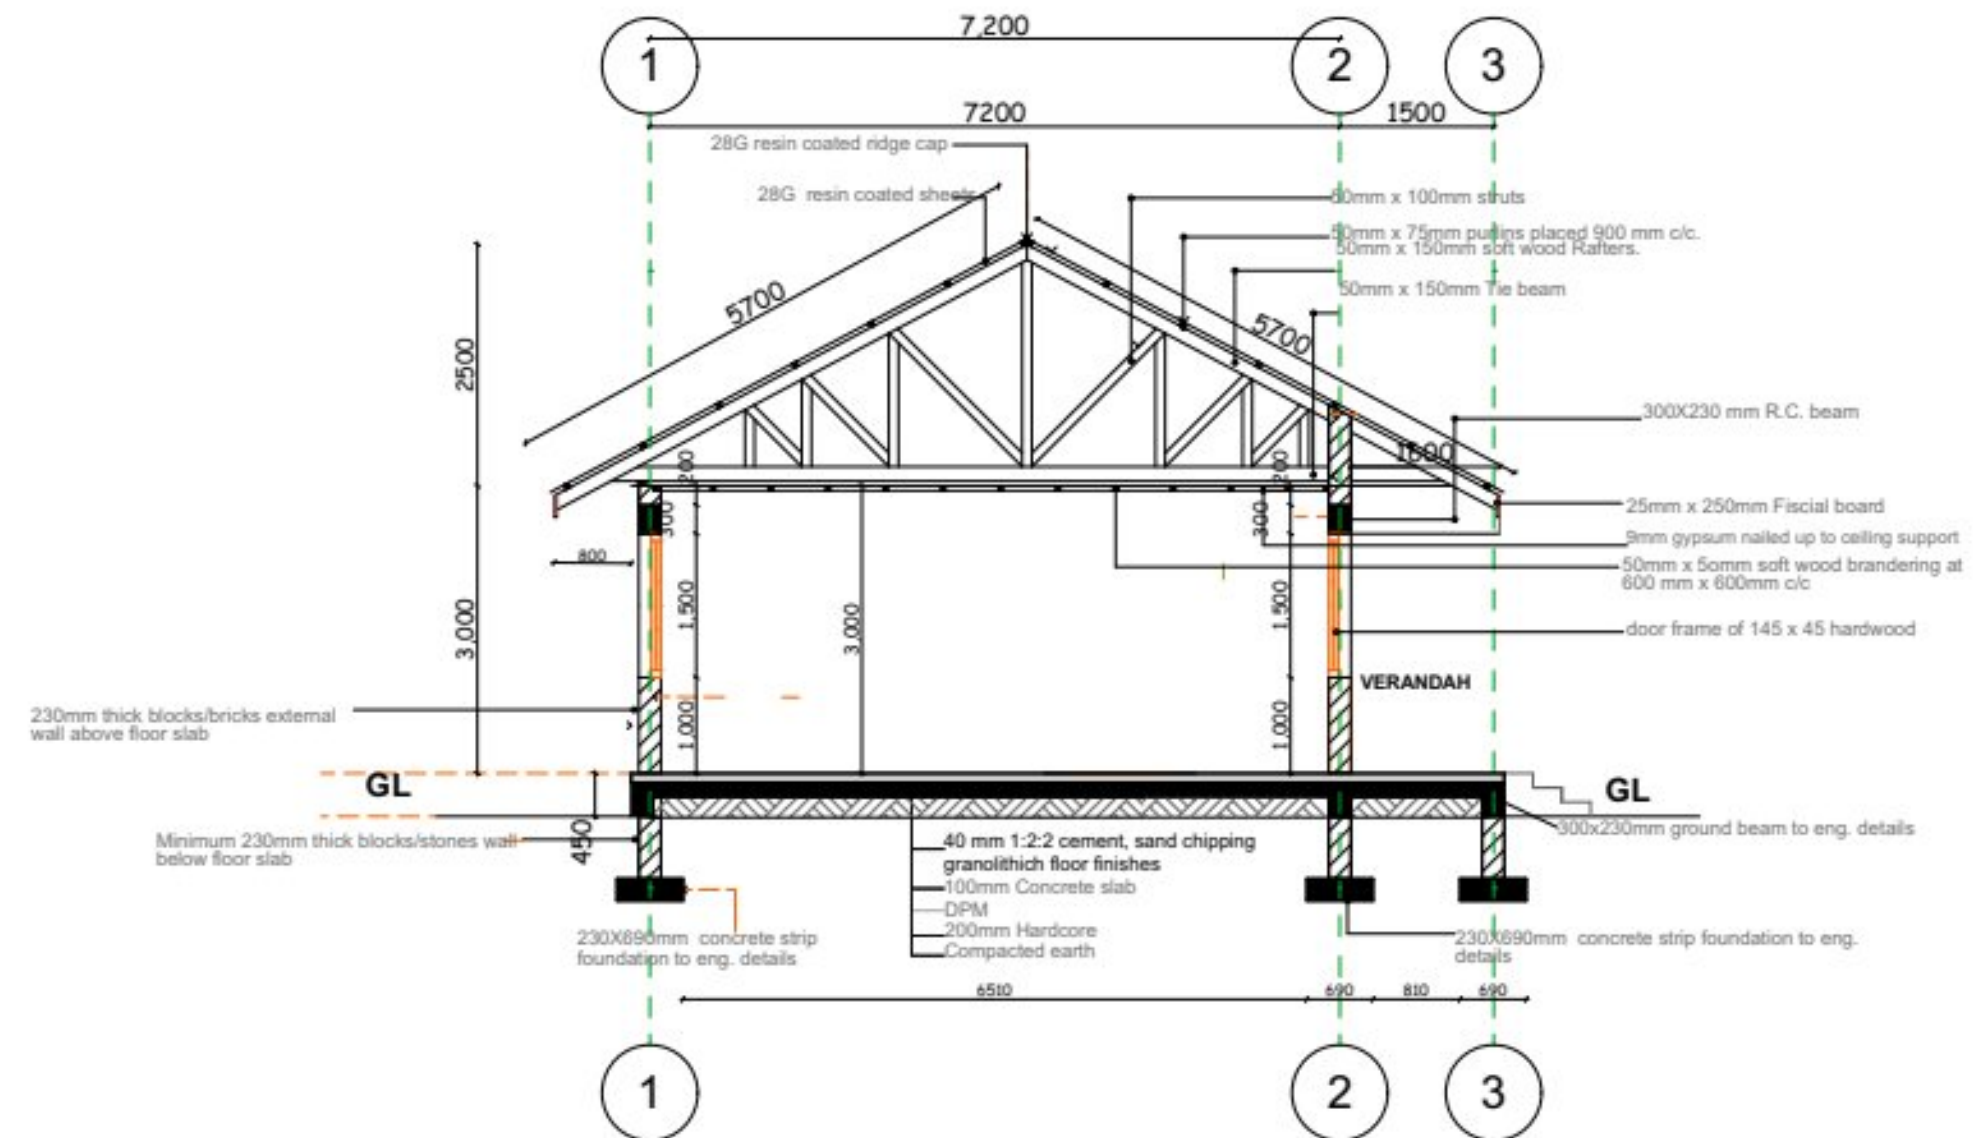 7,200
1
2
3
7200
1500
28G resin coated ridge cap
28G resin coated sheets
50mm x 100mm struts
50mm x 75mm purlins placed 900 mm c/c.
50mm x 150mm soft wood Rafters.
50mm x 150mm Tie beam
5700
5700
2500
300X230 mm R.C. beam
1500
200
200
25mm x 250mm Fiscial board
300
300
9mm gypsum nailed up to ceiling support
800
50mm x 5omm soft wood brandering at
600 mm x 600mm c/c
1,500
1,500
3,000
3,000
door frame of 145 x 45 hardwood
VERANDAH
230mm thick blocks/bricks external
wall above floor slab
1,000
1,000
GL
GL
300x230mm ground beam to eng. details
Minimum 230mm thick blocks/stones wall
below floor slab
450
40 mm 1:2:2 cement, sand chipping
granolithich floor finishes
100mm Concrete slab
DPM
200mm Hardcore
Compacted earth
230X690mm concrete strip
foundation to eng. details
230X690mm concrete strip foundation to eng.
details
6510
690
810
690
1
2
3